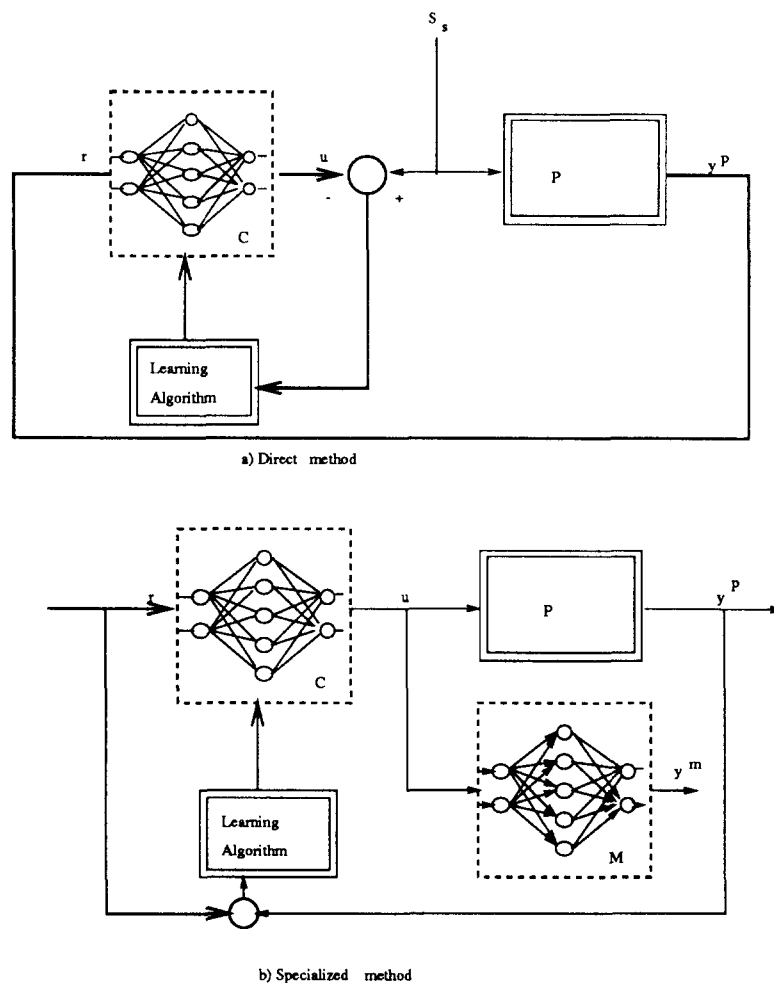 S s
r
u
P
y P
-
+
C
Learning
Algorithm
a) Direct method
r
u
P
y P
C
y m
Learning
Algorithm
M
b) Specialized method